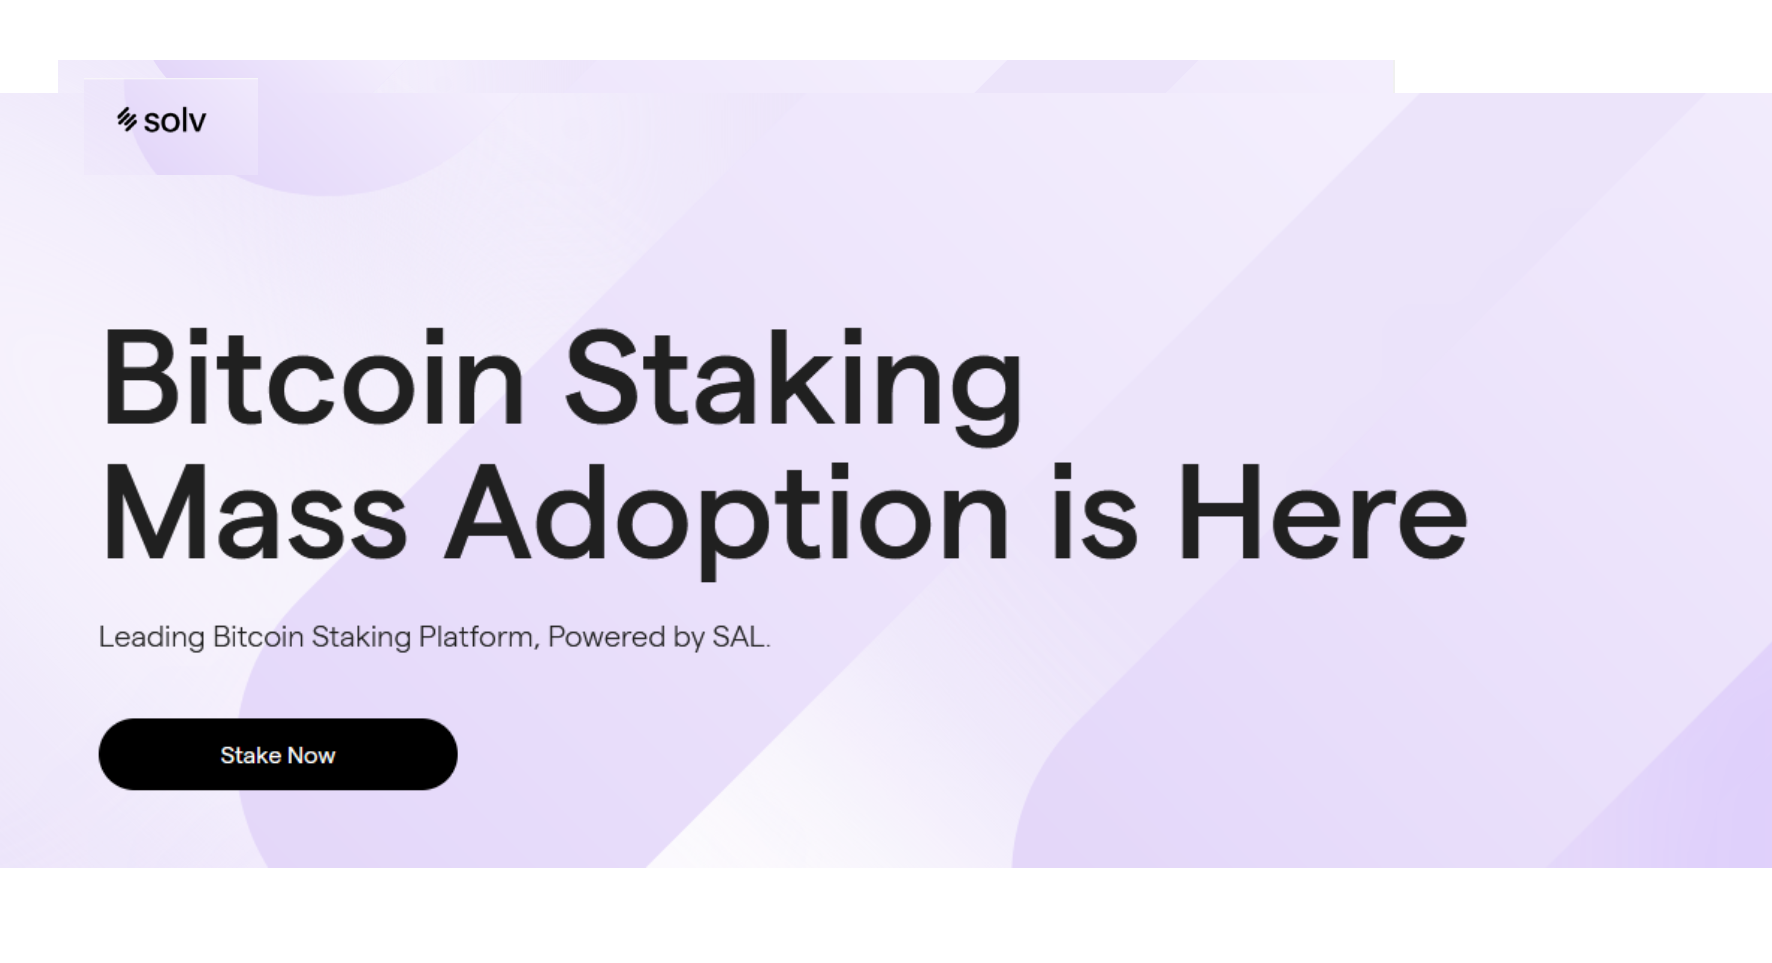 solv
Bitcoin Staking
Mass Adoption is Here
Leading Bitcoin Staking Platform, Powered by SAL.
Stake Now